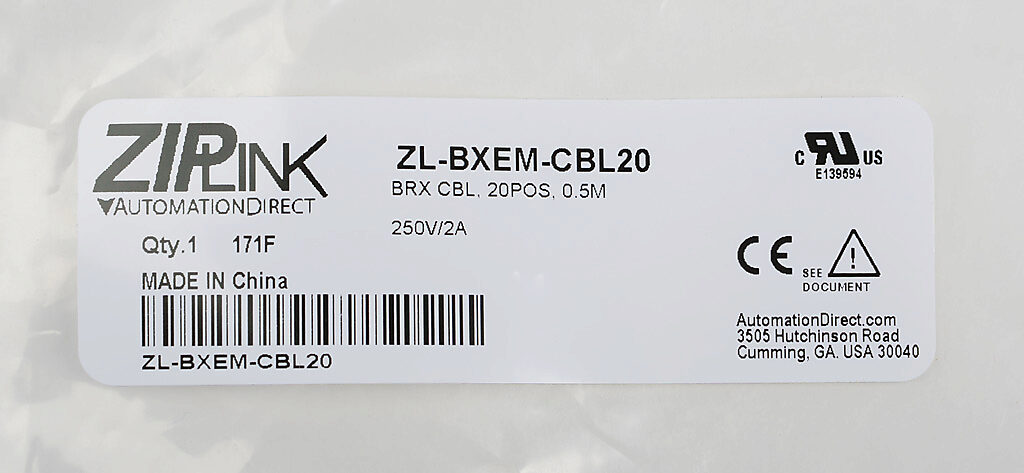 ZIPLINK
AUTOMATIONDIRECT
Qty.1 171F
MADE IN China
ZL-BXEM-CBL20
ZL-BXEM-CBL20
BRX CBL, 20POS, 0.5M
250V/2A
C RU US
E139594
CE
SEE
DOCUMENT
!
AutomationDirect.com
3505 Hutchinson Road
Cumming, GA. USA 30040